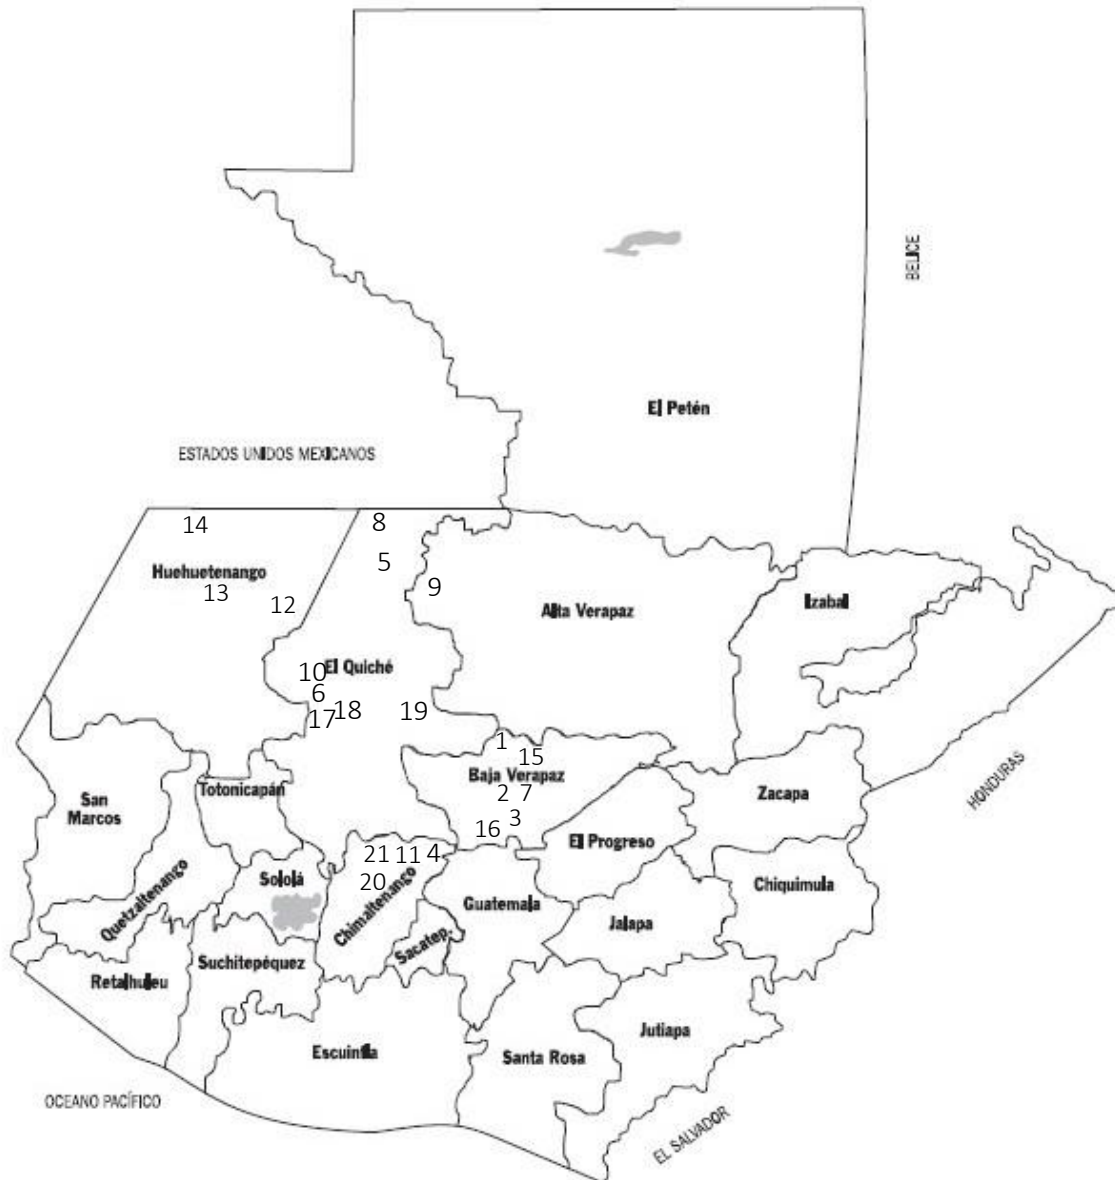 BELICE
El Petén
ESTADOS UNIDOS MEXICANOS
14
8
5
Huehuetenango
13
9
12
Alta Verapaz
Izabal
10
El Quiché
6
17
18
19
1
15
Baja Verapaz
2
7
3
16
HONDURAS
San
Marcos
Totonicapán
Zacapa
El Progreso
21
11
4
20
Sololá
Chiquimula
Quetzaltenango
Chimaltenango
Guatemala
Jalapa
Sacatep.
Suchitepéquez
Retalhuleu
Jutiapa
Escuintla
Santa Rosa
OCEANO PACÍFICO
EL SALVADOR